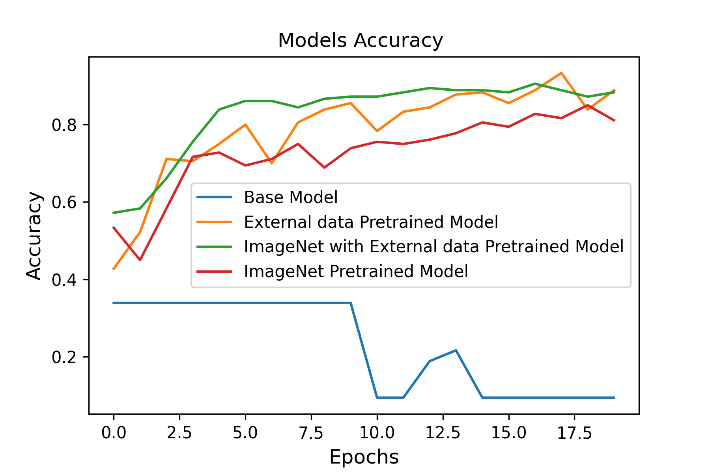 Models Accuracy
Accuracy
0.8
0.6
0.4
0.2
Base Model
External data Pretrained Model
ImageNet with External data Pretrained Model
ImageNet Pretrained Model
0.0 2.5 5.0 7.5 10.0 12.5 15.0 17.5
Epochs